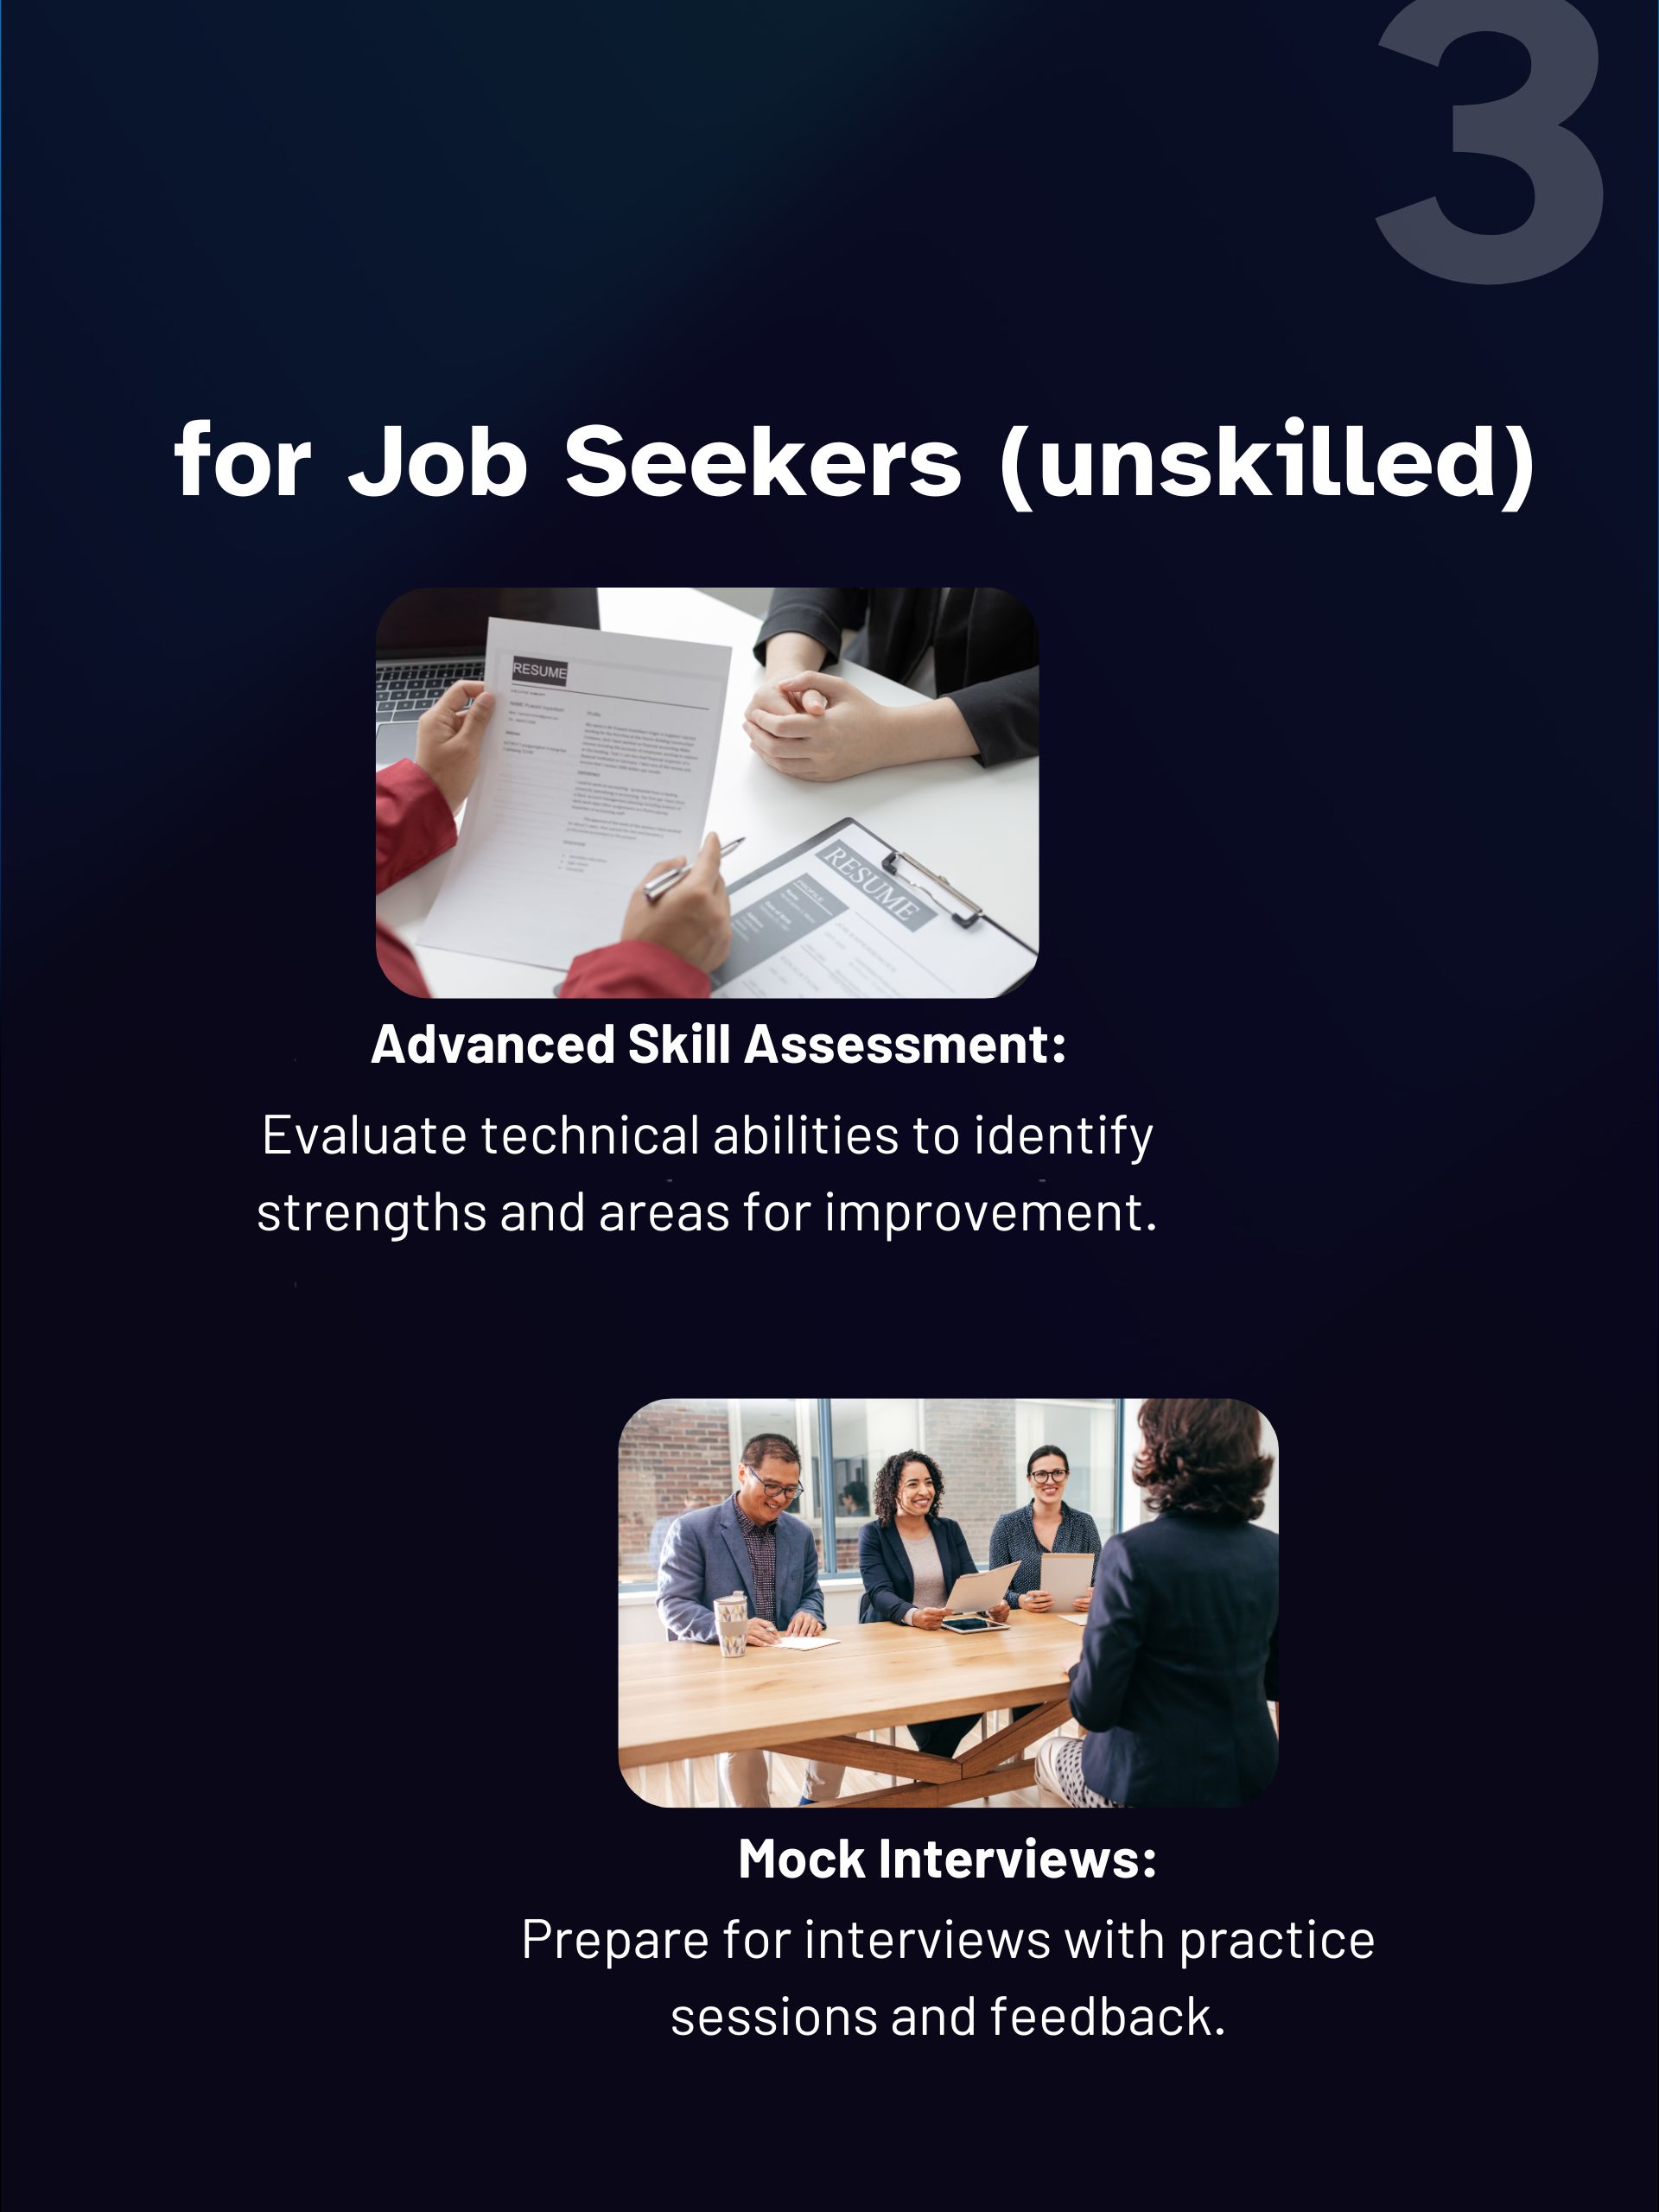 3
for Job Seekers (unskilled)
RESUME
RESUME
Advanced Skill Assessment:
Evaluate technical abilities to identify
strengths and areas for improvement.
Mock Interviews:
Prepare for interviews with practice
sessions and feedback.